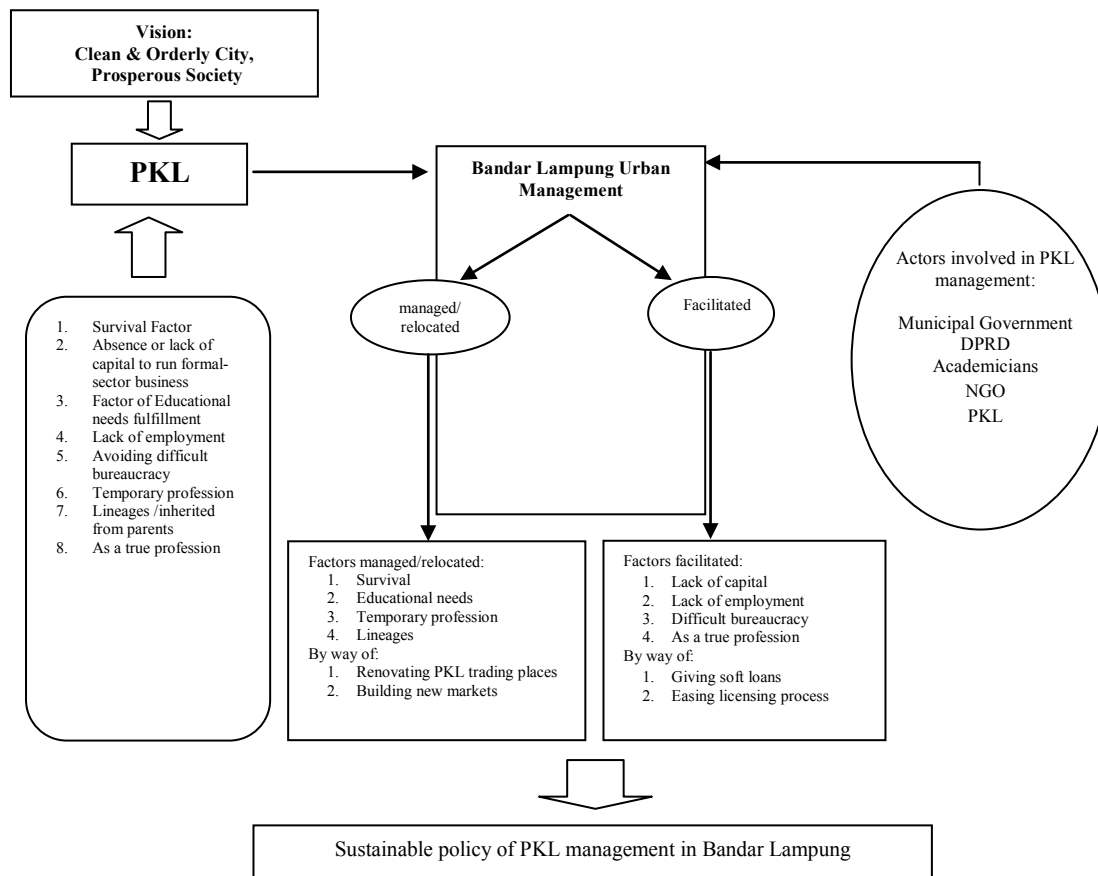 Vision:
Clean & Orderly City,
Prosperous Society
PKL
Bandar Lampung Urban
Management
managed/
relocated
Facilitated
Actors involved in PKL
management:
Municipal Government
DPRD
Academicians
NGO
PKL
1. Survival Factor
2. Absence or lack of
capital to run formal-
sector business
3. Factor of Educational
needs fulfillment
4. Lack of employment
5. Avoiding difficult
bureaucracy
6. Temporary profession
7. Lineages /inherited
from parents
8. As a true profession
Factors managed/relocated:
1. Survival
2. Educational needs
3. Temporary profession
4. Lineages
By way of:
1. Renovating PKL trading places
2. Building new markets
Factors facilitated:
1. Lack of capital
2. Lack of employment
3. Difficult bureaucracy
4. As a true profession
By way of:
1. Giving soft loans
2. Easing licensing process
Sustainable policy of PKL management in Bandar Lampung